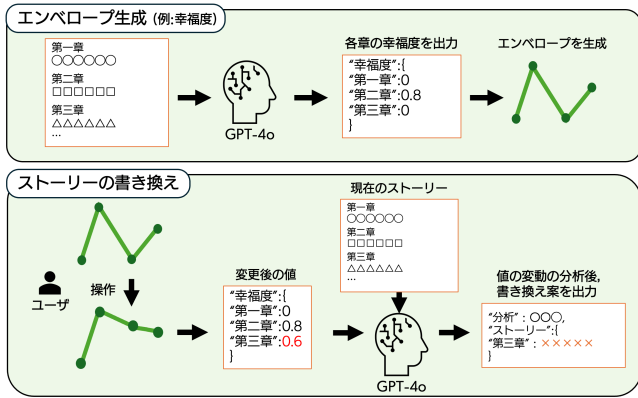 エンベロープ生成 (例:幸福度)
第一章
○○○○○○
第二章
□□□□□□
第三章
△△△△△△
...
GPT-4o
各章の幸福度を出力
“幸福度”:{
“第一章”:0
“第二章”:0.8
“第三章”:0
}
エンベロープを生成
ストーリーの書き換え
ユーザ
操作
変更後の値
“幸福度”:{
“第一章”:0
“第二章”:0.8
“第三章”:0.6
}
現在のストーリー
第一章
○○○○○○
第二章
□□□□□□
第三章
△△△△△△
...
GPT-4o
値の変動の分析後,
書き換え案を出力
“分析” : ○○○,
“ストーリー”:{
“第三章” : ×××××
}